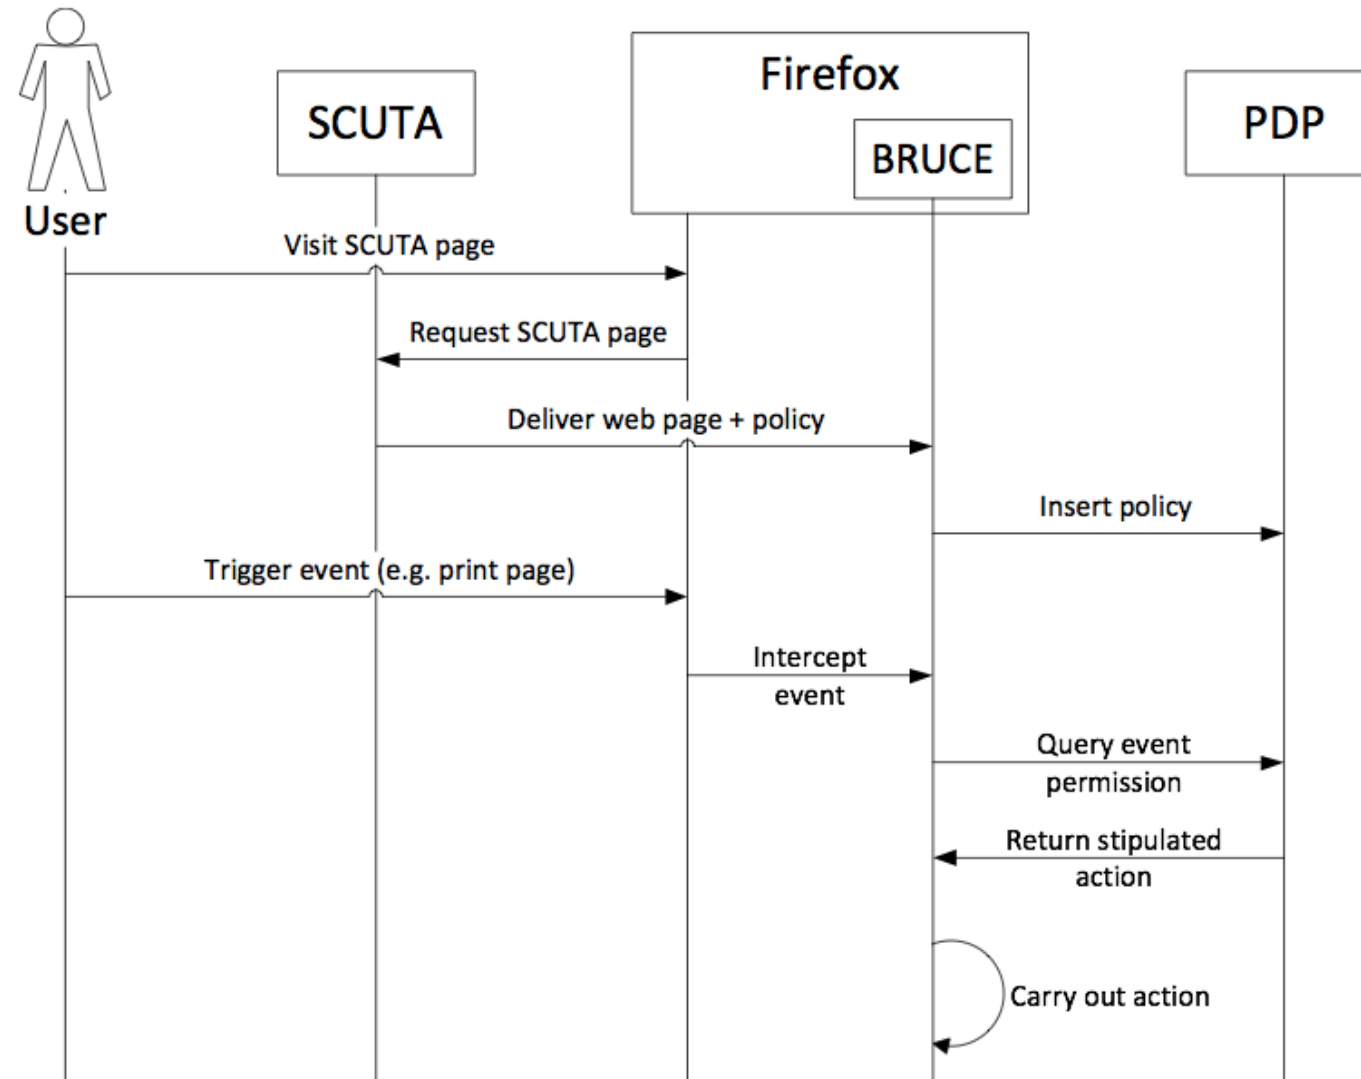 Firefox
SCUTA
BRUCE
PDP
User
Visit SCUTA page
Request SCUTA page
Deliver web page + policy
Insert policy
Trigger event (e.g. print page)
Intercept
event
Query event
permission
Return stipulated
action
Carry out action